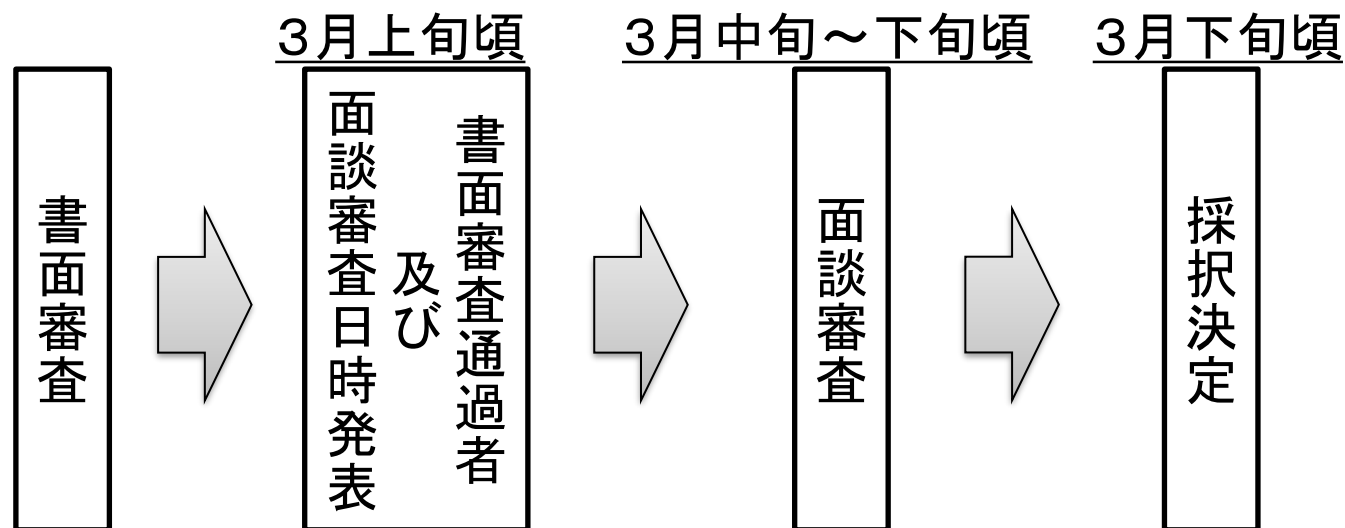 書面審査
３月上旬頃
書面審査通過者
及び
面談審査日時発表
３月中旬～下旬頃
面談審査
３月下旬頃
採択決定